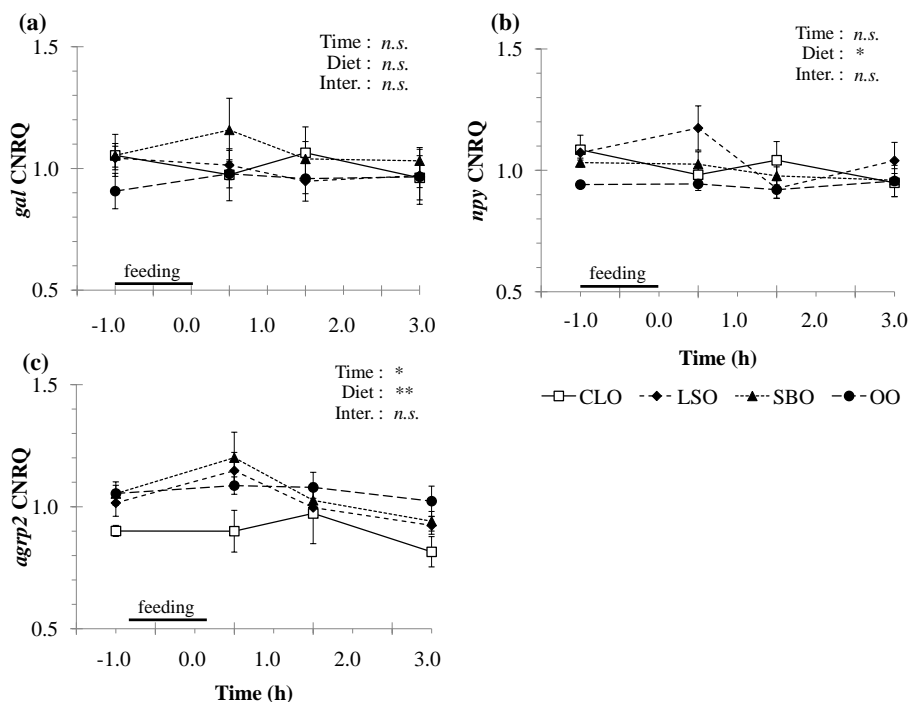 (a)
Time : n.s.
Diet : n.s.
Inter. : n.s.
1.5
1.0
0.5
gal CNRQ
feeding
-1.0 0.0 1.0 2.0 3.0
(b)
Time : n.s.
Diet : *
Inter. : n.s.
1.5
1.0
0.5
npy CNRQ
feeding
-1.0 0.0 1.0 2.0 3.0
Time (h)
CLO LSO SBO OO
(c)
Time : *
Diet : **
Inter. : n.s.
1.5
1.0
0.5
agrp2 CNRQ
feeding
-1.0 0.0 1.0 2.0 3.0
Time (h)